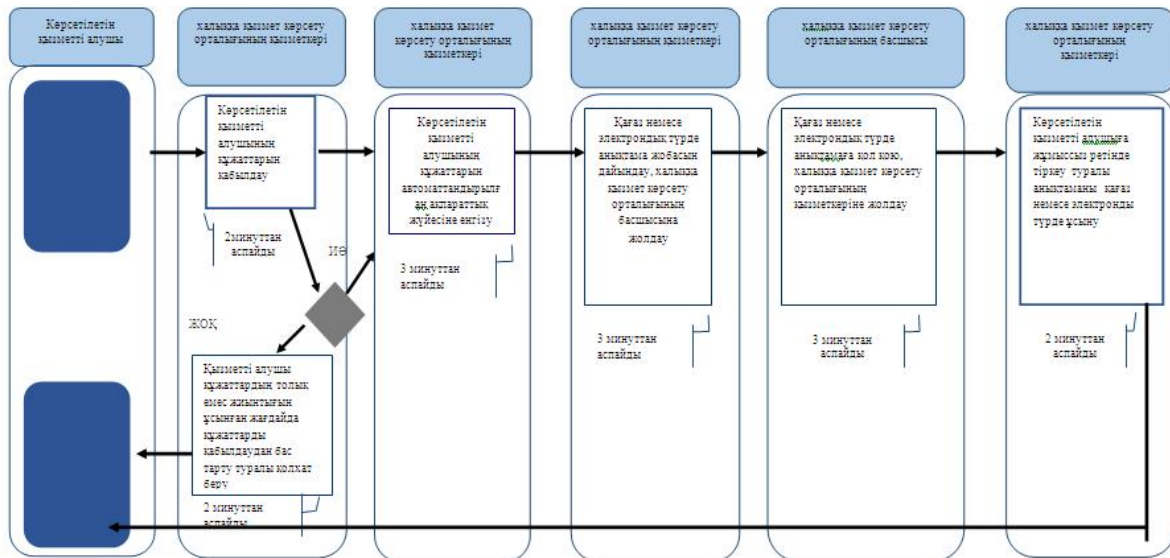 Көрсетілетін
қызметті алушы
халыққа қызмет көрсету
орталығының қызметкері
халыққа қызмет
көрсету орталығының
қызметкері
халыққа қызмет көрсету
орталығының қызметкері
халыққа қызмет көрсету
орталығының басшысы
халыққа қызмет көрсету
орталығының
қызметкері
Көрсетілетін
қызметті
алушының
құжаттарын
қабылдау
2минуттан
аспайды
ИӘ
ЖОҚ
Қызметті алушы
құжаттардың толық
емес жиынтығын
ұсынған жағдайда
құжаттарды
қабылдаудан бас
тарту туралы қолхат
беру
2 минуттан
аспайды
Көрсетілетін
қызметті
алушының
құжаттарын
автоматтандырылғ
ан ақпараттық
жүйесіне енгізу
3 минуттан
аспайды
Қағаз немесе
электрондық түрде
анықтама жобасын
дайындау, халыққа
қызмет көрсету
орталығының
басшысына
жолдау
3 минуттан
аспайды
Қағаз немесе
электрондық түрде
анықтамаға қол қою,
халыққа қызмет көрсету
орталығының
қызметкеріне жолдау
3 минуттан
аспайды
Көрсетілетін
қызметті алушыға
жұмыссыз ретінде
тіркеу туралы
анықтаманы қағаз
немесе электронды
түрде ұсыну
2 минуттан
аспайды